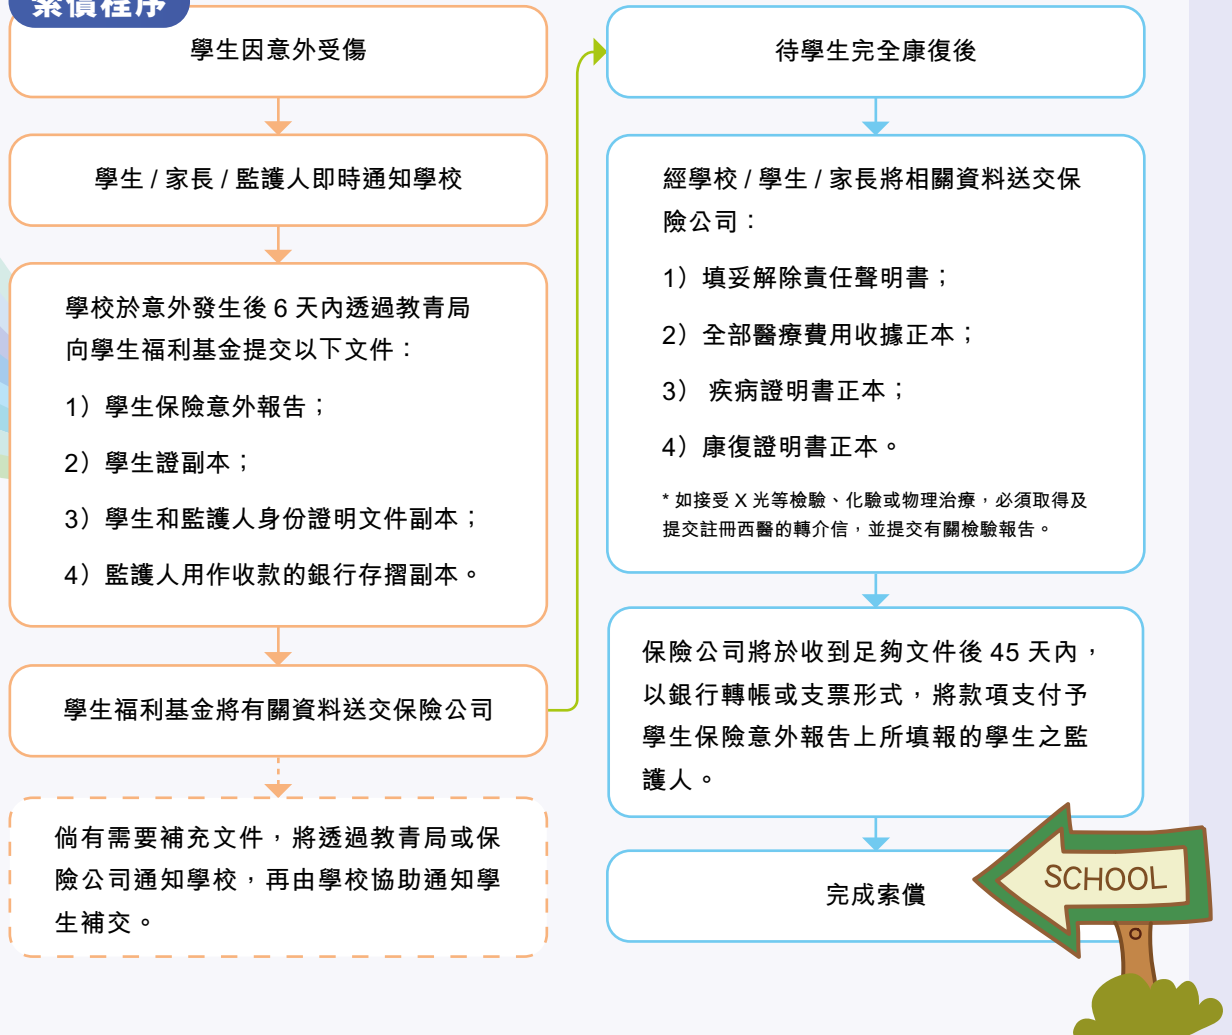 索償程序
學生因意外受傷
學生 / 家長 / 監護人即時通知學校
學校於意外發生後 6 天內透過教青局
向學生福利基金提交以下文件：
1）學生保險意外報告；
2）學生證副本；
3）學生和監護人身份證明文件副本；
4）監護人用作收款的銀行存摺副本。
學生福利基金將有關資料送交保險公司
倘有需要補充文件，將透過教青局或保
險公司通知學校，再由學校協助通知學
生補交。
待學生完全康復後
經學校 / 學生 / 家長將相關資料送交保
險公司：
1）填妥解除責任聲明書；
2）全部醫療費用收據正本；
3） 疾病證明書正本；
4）康復證明書正本。
* 如接受 X 光等檢驗、化驗或物理治療，必須取得及
提交註冊西醫的轉介信，並提交有關檢驗報告。
保險公司將於收到足夠文件後 45 天內，
以銀行轉帳或支票形式，將款項支付予
學生保險意外報告上所填報的學生之監
護人。
完成索償
SCHOOL